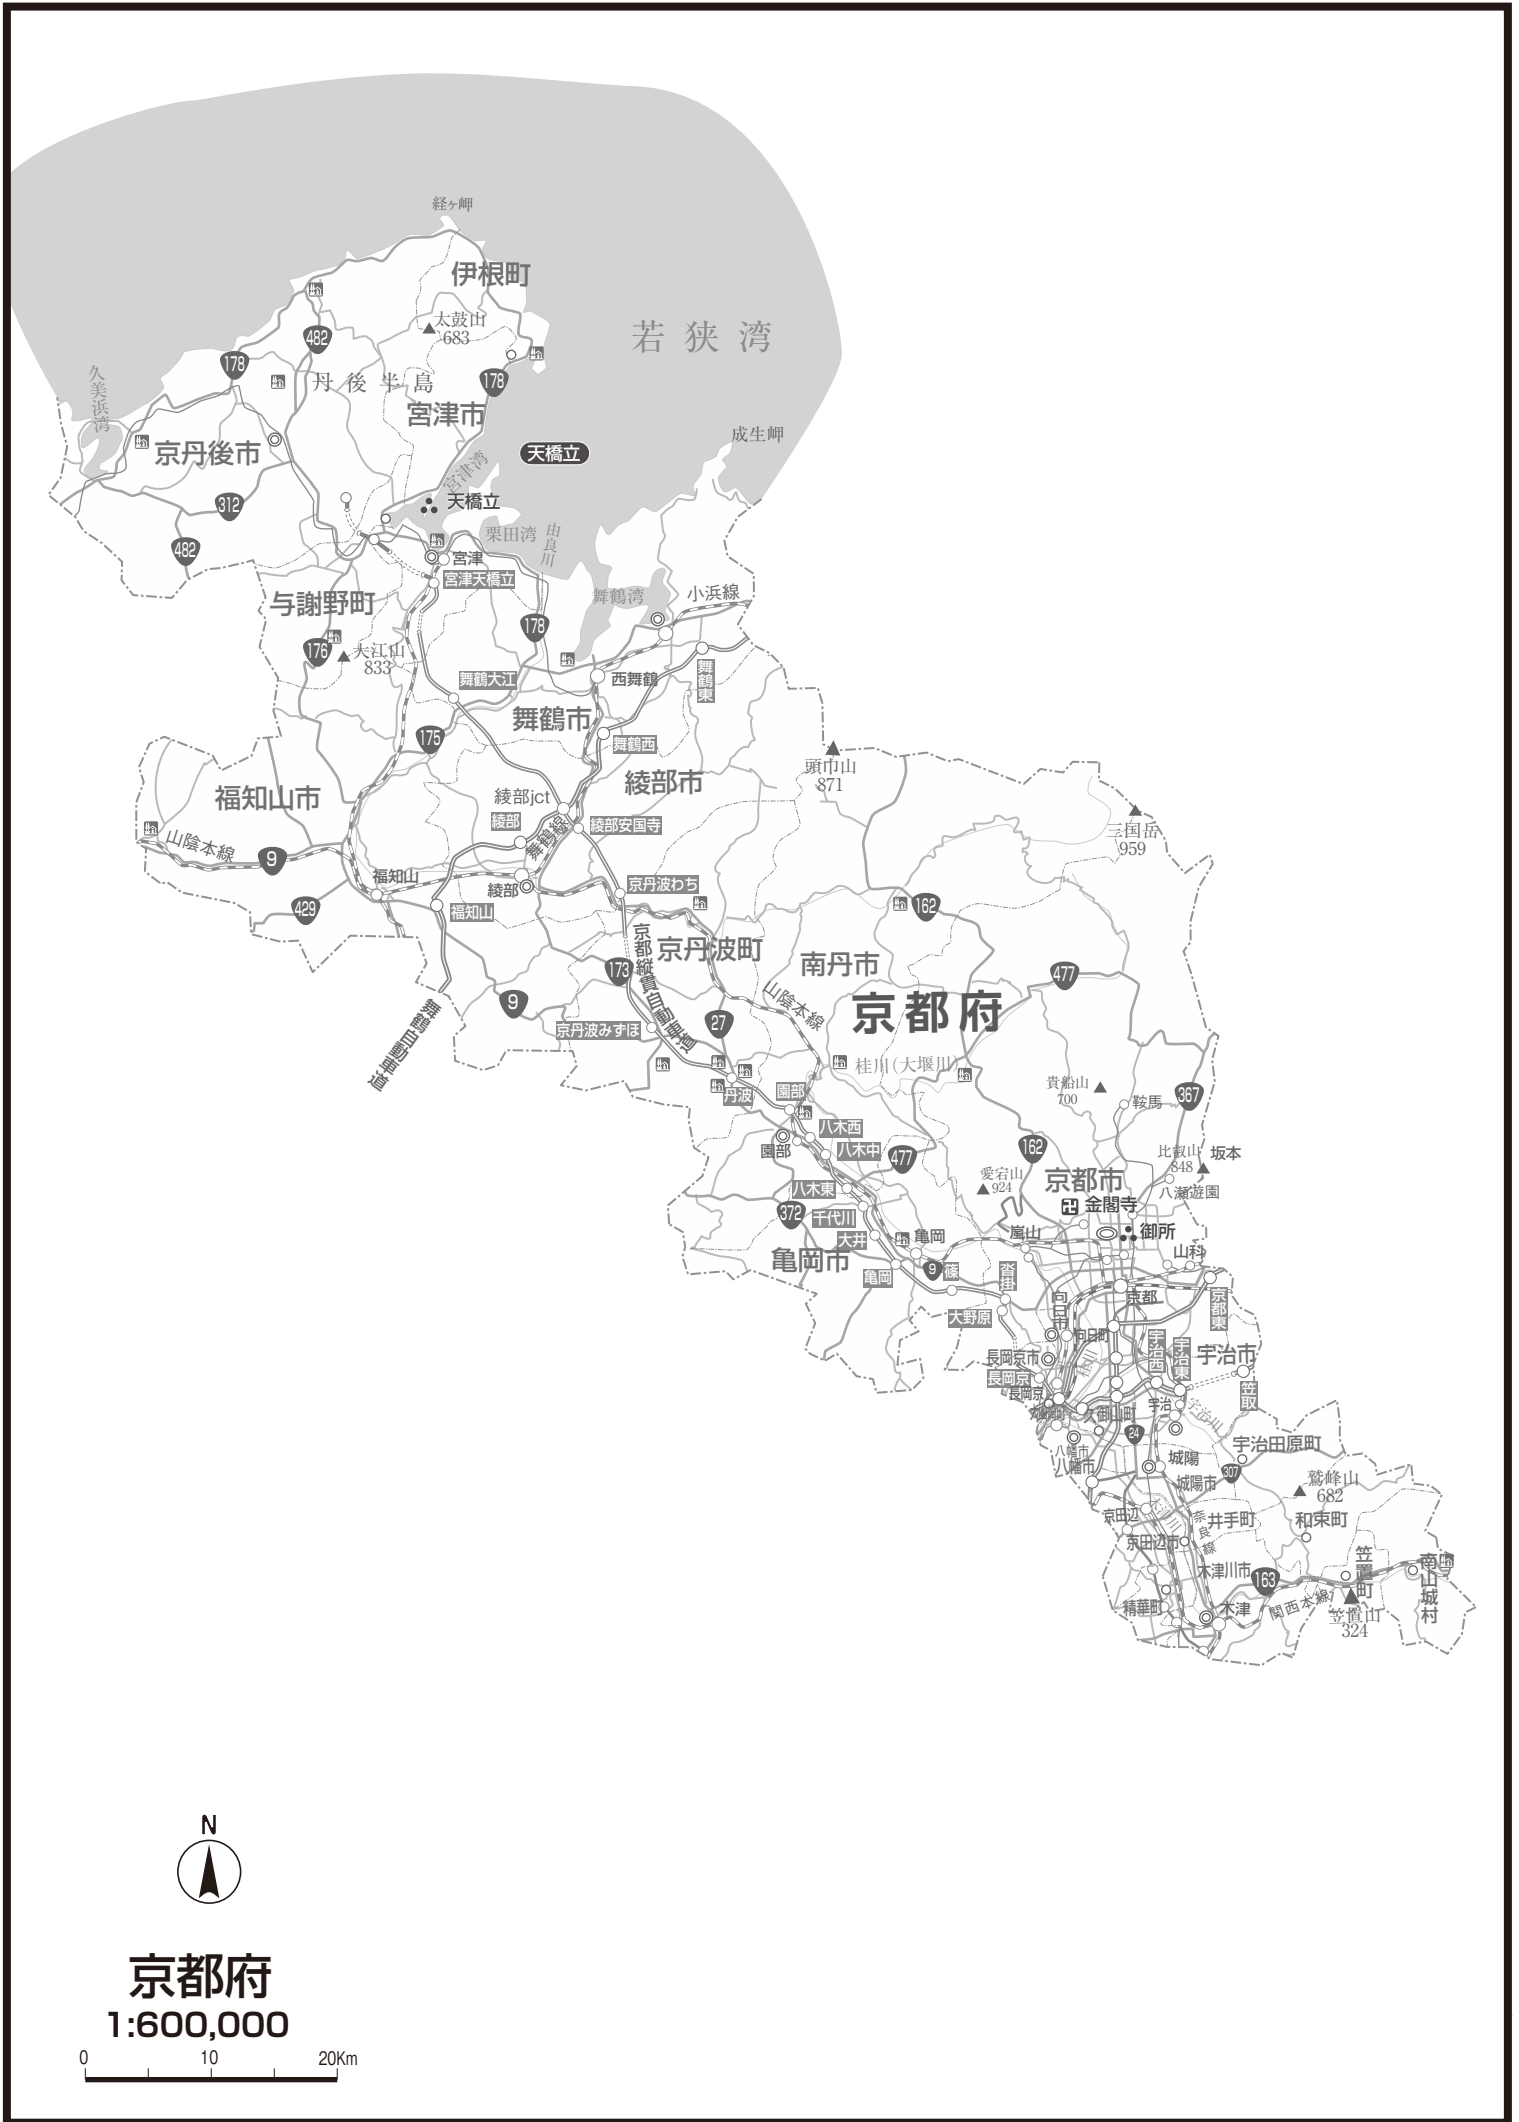 経ヶ岬
伊根町
太鼓山
683
482
178
丹後半島
178
若狭湾
久美浜湾
宮津市
成生岬
京丹後市
天橋立
宮津湾
312
天橋立
482
栗田湾
由良川
宮津
宮津天橋立
与謝野町
舞鶴湾
小浜線
178
176
大江山
833
舞鶴大江
西舞鶴
舞鶴東
舞鶴市
175
舞鶴西
頭巾山
871
綾部市
福知山市
綾部jct
綾部
綾部安国寺
舞鶴線
三国岳
959
山陰本線
9
福知山
綾部
京丹波わち
429
福知山
162
京都縦貫自動車道
京丹波町
南丹市
173
477
9
山陰本線
京都府
舞鶴自動車道
京丹波みずほ
27
桂川(大堰川)
貴船山
700
丹波
園部
鞍馬
367
八木西
園部
八木中
477
162
比叡山
848
坂本
愛宕山
924
京都市
八木東
八瀬遊園
金閣寺
372
千代川
大井
亀岡
嵐山
御所
亀岡市
山科
亀岡
9
篠
沓掛
京都
京都東
大野原
向日市
向日町
宇治西
宇治東
宇治市
長岡京市
桂川
長岡京
長岡京
笠取
久御山町
宇治
宇治川
24
八幡市
八幡市
宇治田原町
城陽
307
城陽市
鷲峰山
682
京田辺
奈良線
井手町
和束町
京田辺市
木津川市
163
笠置町
南山城村
精華町
木津
関西本線
笠置山
324
N
京都府
1:600,000
0
10
20Km